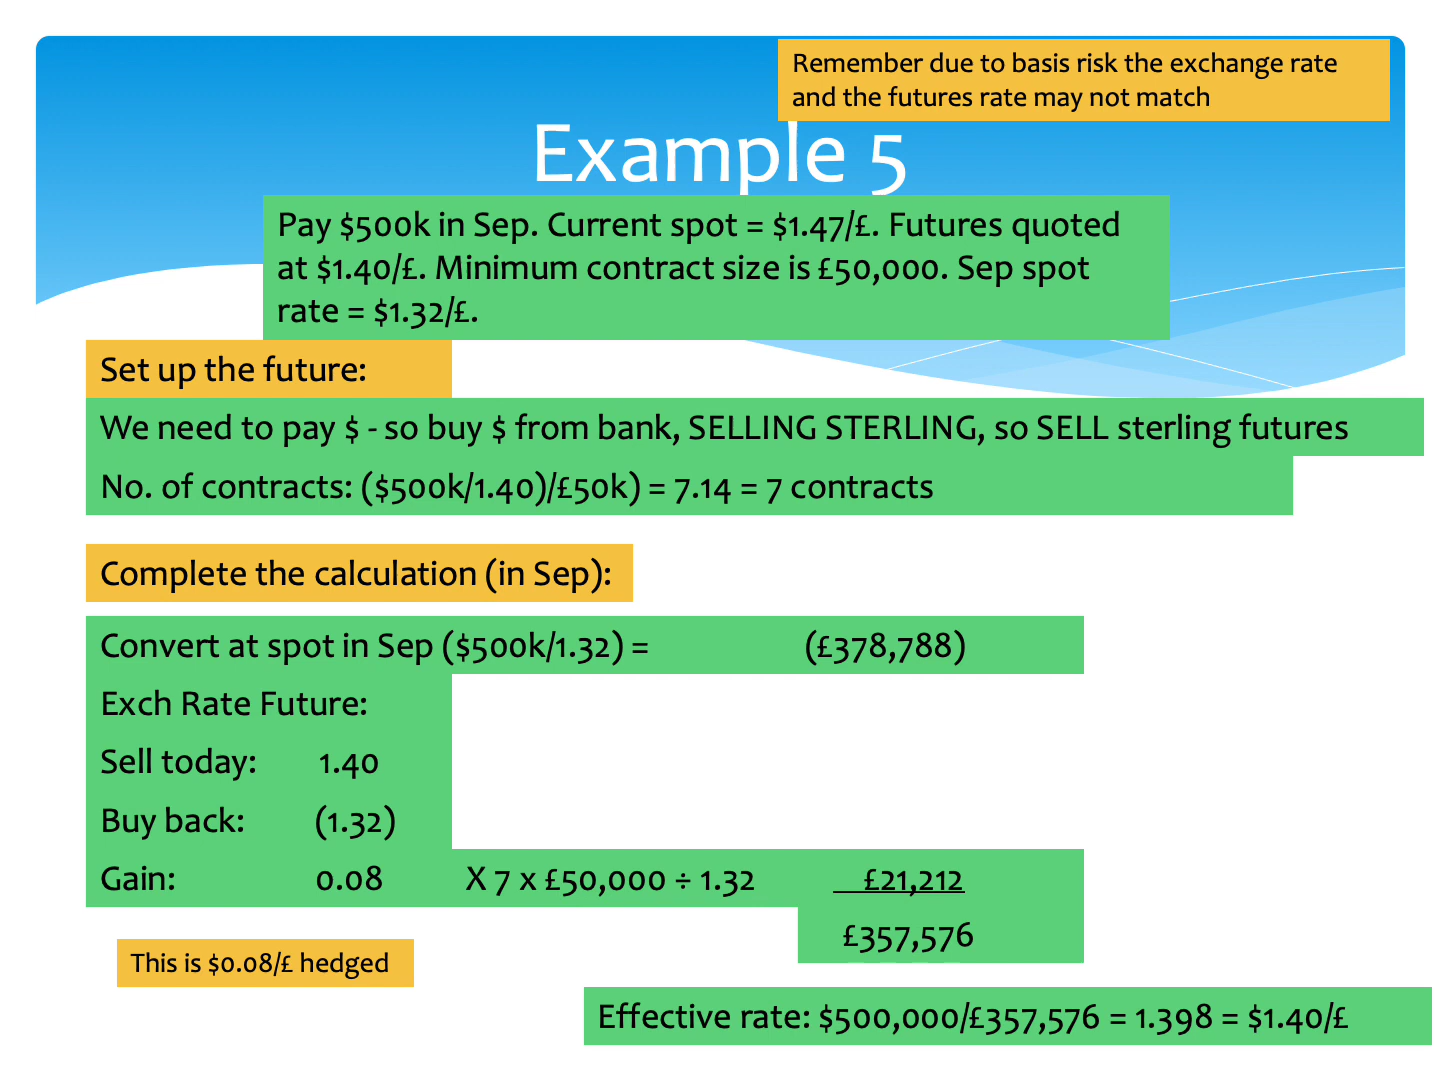 Remember due to basis risk the exchange rate
and the futures rate may not match
Example 5
Pay $500k in Sep. Current spot = $1.47/£. Futures quoted
at $1.40/£. Minimum contract size is £50,000. Sep spot
rate = $1.32/£.
Set up the future:
We need to pay $ - so buy $ from bank, SELLING STERLING, so SELL sterling futures
No. of contracts: ($500k/1.40)/£50k) = 7.14 = 7 contracts
Complete the calculation (in Sep):
Convert at spot in Sep ($500k/1.32) = (£378,788)
Exch Rate Future:
Sell today: 1.40
Buy back: (1.32)
Gain: 0.08 X 7 x £50,000 ÷ 1.32 £21,212
£357,576
This is $0.08/£ hedged
Effective rate: $500,000/£357,576 = 1.398 = $1.40/£